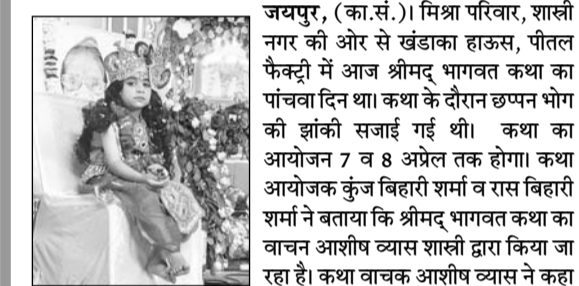 जयपुर, (का.सं.)। मिश्रा परिवार, शास्त्री
नगर की ओर से खंडाका हाऊस, पीतल
फैक्ट्री में आज श्रीमद् भागवत कथा का
पांचवा दिन था। कथा के दौरान छप्पन भोग
की झांकी सजाई गई थी। कथा का
आयोजन 7 व 8 अप्रेल तक होगा। कथा
आयोजक कुंज बिहारी शर्मा व रास बिहारी
शर्मा ने बताया कि श्रीमद् भागवत कथा का
वाचन आशीष व्यास शास्त्री द्वारा किया जा
रहा है। कथा वाचक आशीष व्यास ने कहा